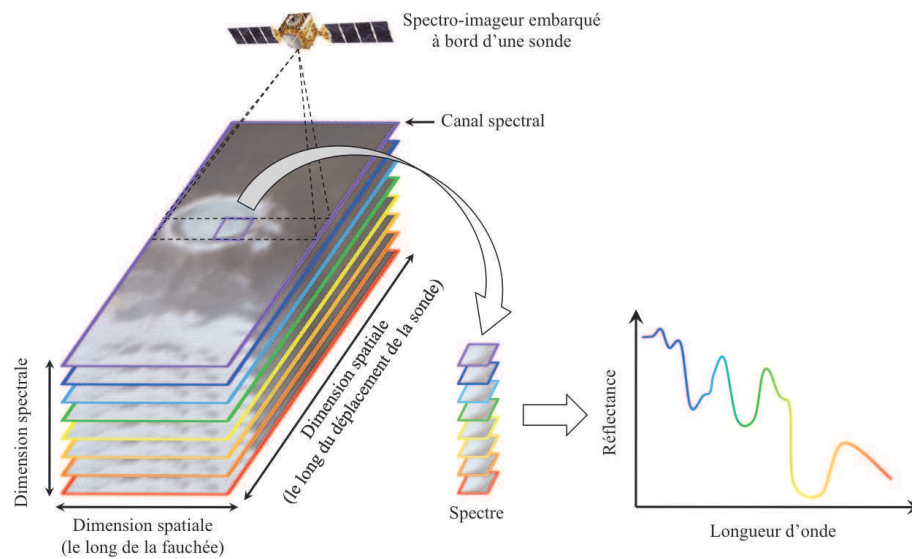 Spectro-imageur embarqué
à bord d'une sonde
Canal spectral
Dimension spectrale
Dimension spatiale
(le long du déplacement de la sonde)
Dimension spatiale
(le long de la fauchée)
Spectre
Réflectance
Longueur d'onde